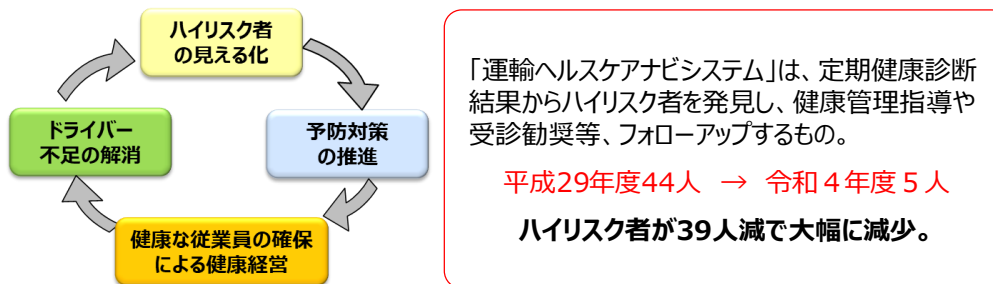 ハイリスク者
の見える化
ドライバー
不足の解消
予防対策
の推進
健康な従業員の確保
による健康経営
「運輸ヘルスケアナビシステム」は、定期健康診断
結果からハイリスク者を発見し、健康管理指導や
受診勧奨等、フォローアップするもの。
平成29年度44人 → 令和４年度５人
ハイリスク者が39人減で大幅に減少。